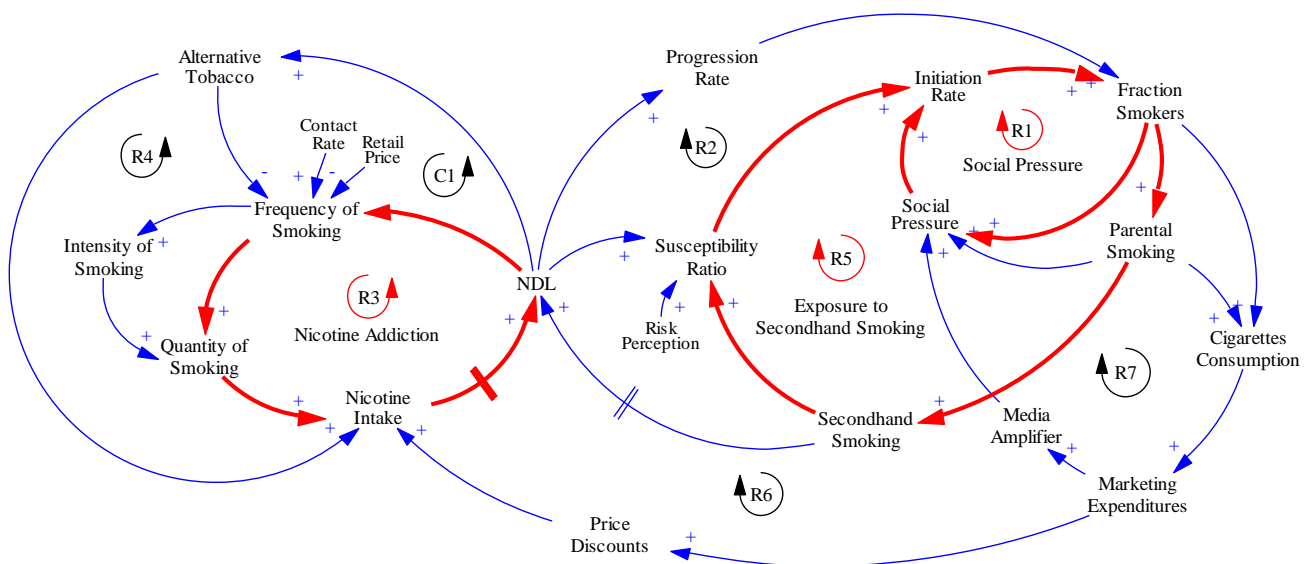 Alternative
Tobacco
+
R4
Contact
Rate
Retail
Price
C1
-
+
-
Frequency of
Smoking
Intensity of
Smoking
+
R3
Nicotine Addiction
+
+
Quantity of
Smoking
+
+
Nicotine
Intake
+
NDL
+
+
Progression
Rate
+
R2
Initiation
Rate
+
+
+
+
R1
Social Pressure
Fraction
Smokers
+
Social
Pressure
+
+
+
+
Parental
Smoking
Susceptibility
Ratio
+
+
+
Risk
Perception
R5
Exposure to
Secondhand Smoking
+
+
Cigarettes
Consumption
R7
+
Secondhand
Smoking
Media
Amplifier
+
+
Marketing
Expenditures
R6
Price
Discounts
+